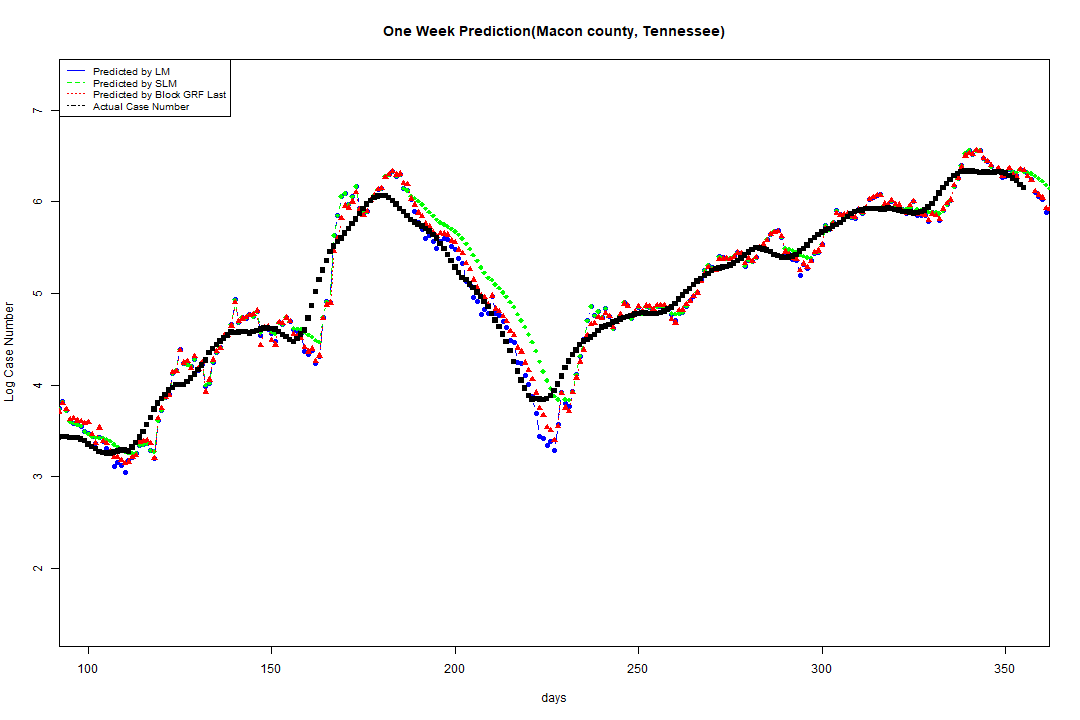 One Week Prediction(Macon county, Tennessee)
Predicted by LM
Predicted by SLM
Predicted by Block GRF Last
Actual Case Number
7
6
5
4
3
2
Log Case Number
100 150 200 250 300 350
days